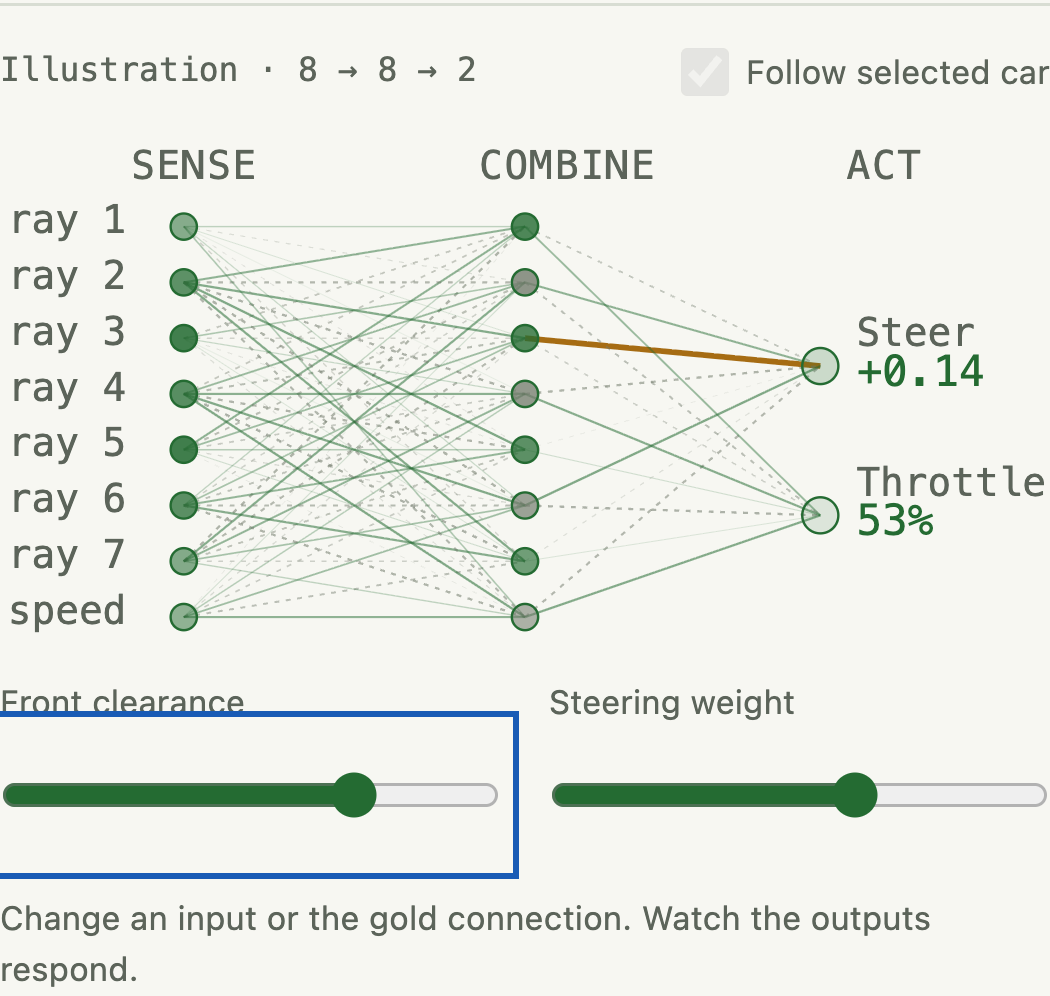 Illustration · 8 → 8 → 2
Follow selected car
SENSE
COMBINE
ACT
ray 1
ray 2
ray 3
ray 4
ray 5
ray 6
ray 7
speed
Steer
+0.14
Throttle
53%
Front clearance
Steering weight
Change an input or the gold connection. Watch the outputs
respond.